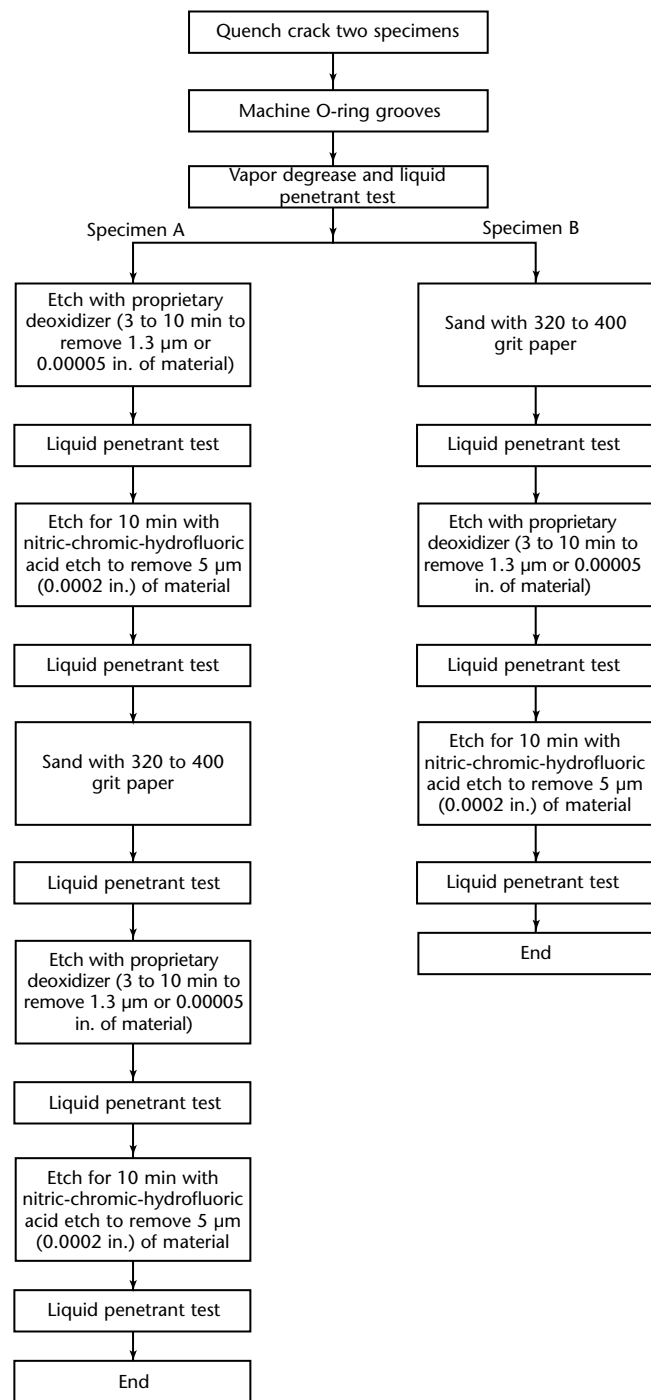 Quench crack two specimens
Machine O-ring grooves
Vapor degrease and liquid
penetrant test
Specimen A
Specimen B
Etch with proprietary
deoxidizer (3 to 10 min to
remove 1.3 µm or
0.00005 in. of material)
Liquid penetrant test
Etch for 10 min with
nitric-chromic-hydrofluoric
acid etch to remove 5 µm
(0.0002 in.) of material
Liquid penetrant test
Sand with 320 to 400
grit paper
Liquid penetrant test
Etch with proprietary
deoxidizer (3 to 10 min to
remove 1.3 µm or 0.00005
in. of material)
Liquid penetrant test
Etch for 10 min with
nitric-chromic-hydrofluoric
acid etch to remove 5 µm
(0.0002 in.) of material
Liquid penetrant test
End
Sand with 320 to 400
grit paper
Liquid penetrant test
Etch with proprietary
deoxidizer (3 to 10 min to
remove 1.3 µm or 0.00005
in. of material)
Liquid penetrant test
Etch for 10 min with
nitric-chromic-hydrofluoric
acid etch to remove 5 µm
(0.0002 in.) of material
Liquid penetrant test
End